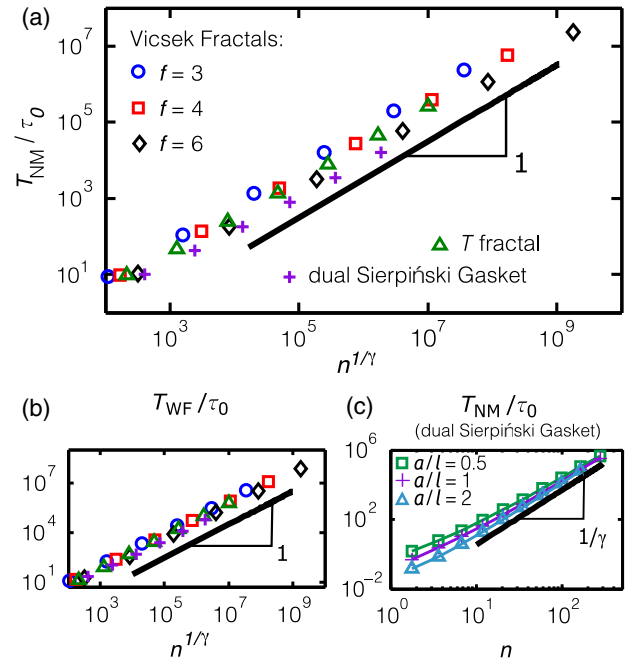 (a)
T_NM / τ_0
10^7
10^5
10^3
10^1
Vicsek Fractals:
f = 3
f = 4
f = 6
1
T fractal
dual Sierpiński Gasket
10^3 10^5 10^7 10^9
n^{1/γ}
(b) T_WF / τ_0
10^7
10^4
10^1
1
10^1 10^3 10^5 10^7 10^9
n^{1/γ}
(c) T_NM / τ_0
(dual Sierpiński Gasket)
10^6
10^2
10^{-2}
a / l = 0.5
a / l = 1
a / l = 2
1/γ
10^0 10^1 10^2
n